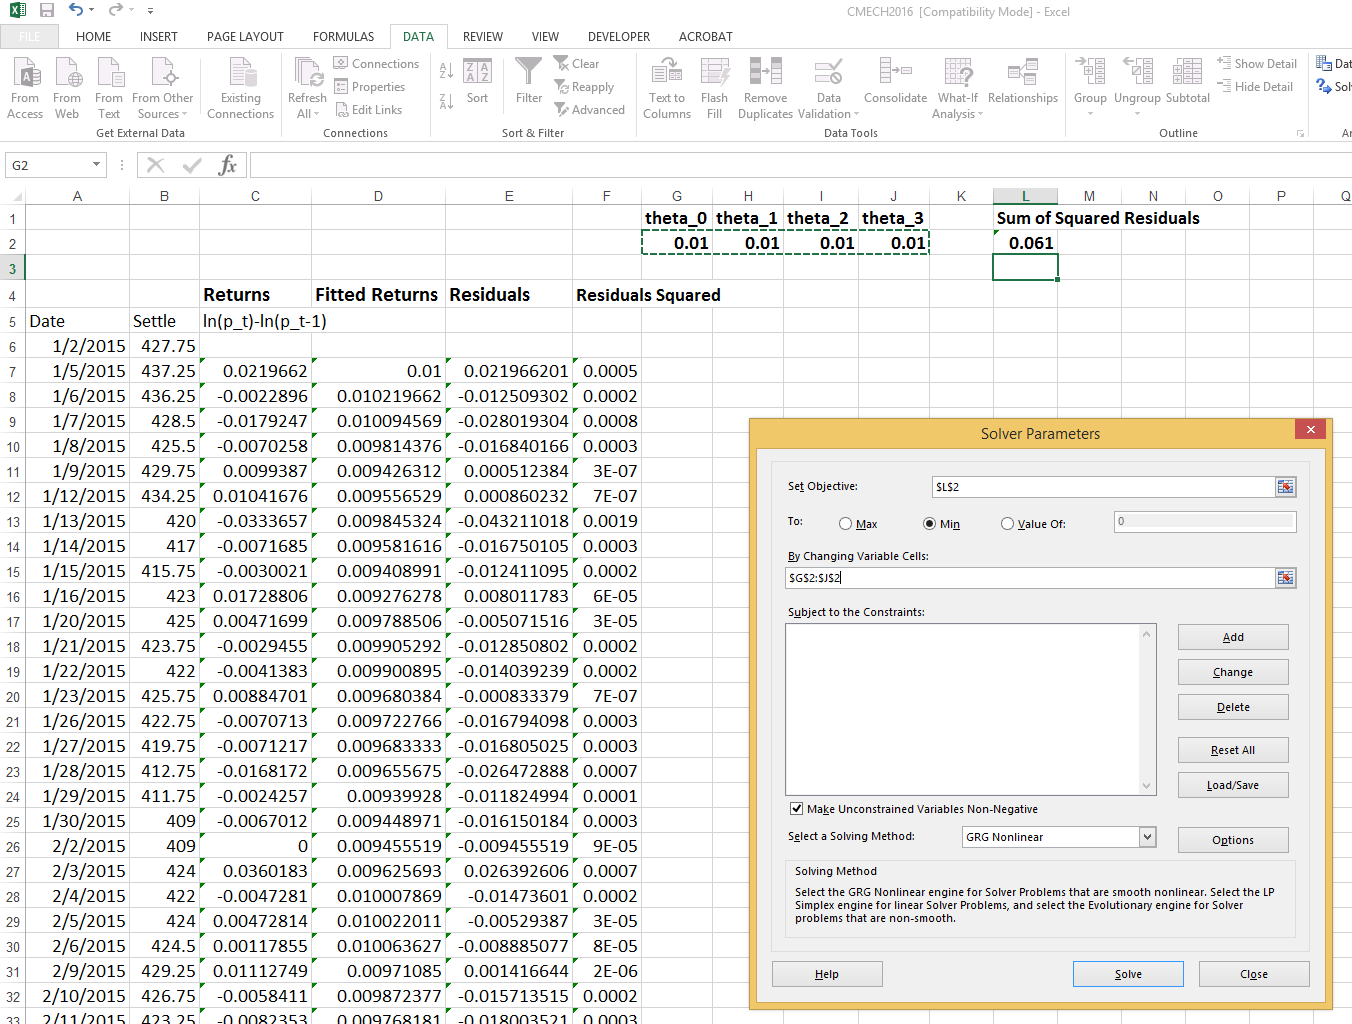 CMECH2016 [Compatibility Mode] - Excel
FILE HOME INSERT PAGE LAYOUT FORMULAS DATA REVIEW VIEW DEVELOPER ACROBAT
From Access
From Web
From Text
From Other Sources
Existing Connections
Get External Data
Refresh All
Connections
Properties
Edit Links
Connections
Sort
Filter
Clear
Reapply
Advanced
Sort & Filter
Text to Columns
Flash Fill
Remove Duplicates
Data Validation
Consolidate
What-If Analysis
Relationships
Data Tools
Group
Ungroup
Subtotal
Show Detail
Hide Detail
Outline
G2
fx
A B C D E F G H I J K L M N O P
1 theta_0 theta_1 theta_2 theta_3 Sum of Squared Residuals
2 0.01 0.01 0.01 0.01 0.061
3
4 Returns Fitted Returns Residuals Residuals Squared
5 Date Settle ln(p_t)-ln(p_t-1)
6 1/2/2015 427.75
7 1/5/2015 437.25 0.0219662 0.01 0.021966201 0.0005
8 1/6/2015 436.25 -0.0022896 0.010219662 -0.012509302 0.0002
9 1/7/2015 428.5 -0.0179247 0.010094569 -0.028019304 0.0008
10 1/8/2015 425.5 -0.0070258 0.009814376 -0.016840166 0.0003
11 1/9/2015 429.75 0.0099387 0.009426312 0.000512384 3E-07
12 1/12/2015 434.25 0.01041676 0.009556529 0.000860232 7E-07
13 1/13/2015 420 -0.0333657 0.009845324 -0.043211018 0.0019
14 1/14/2015 417 -0.0071685 0.009581616 -0.016750105 0.0003
15 1/15/2015 415.75 -0.0030021 0.009408991 -0.012411095 0.0002
16 1/16/2015 423 0.01728806 0.009276278 0.008011783 6E-05
17 1/20/2015 425 0.00471699 0.009788506 -0.005071516 3E-05
18 1/21/2015 423.75 -0.0029455 0.009905292 -0.012850802 0.0002
19 1/22/2015 422 -0.0041383 0.009900895 -0.014039239 0.0002
20 1/23/2015 425.75 0.00884701 0.009680384 -0.000833379 7E-07
21 1/26/2015 422.75 -0.0070713 0.009722766 -0.016794098 0.0003
22 1/27/2015 419.75 -0.0071217 0.009683333 -0.016805025 0.0003
23 1/28/2015 412.75 -0.0168172 0.009655675 -0.026472888 0.0007
24 1/29/2015 411.75 -0.0024257 0.00939928 -0.011824994 0.0001
25 1/30/2015 409 -0.0067012 0.009448971 -0.016150184 0.0003
26 2/2/2015 409 0 0.009455519 -0.009455519 9E-05
27 2/3/2015 424 0.0360183 0.009625693 0.026392606 0.0007
28 2/4/2015 422 -0.0047281 0.010007869 -0.01473601 0.0002
29 2/5/2015 424 0.00472814 0.010022011 -0.00529387 3E-05
30 2/6/2015 424.5 0.00117855 0.010063627 -0.008885077 8E-05
31 2/9/2015 429.25 0.01112749 0.00971085 0.001416644 2E-06
32 2/10/2015 426.75 -0.0058411 0.009872377 -0.015713515 0.0002
33 2/11/2015 423.25 -0.0082353 0.009768181 -0.018003521 0.0003
Solver Parameters
Set Objective: $L$2
To: Max Min Value Of: 0
By Changing Variable Cells:
$G$2:$J$2
Subject to the Constraints:
Add
Change
Delete
Reset All
Load/Save
Make Unconstrained Variables Non-Negative
Select a Solving Method: GRG Nonlinear Options
Solving Method
Select the GRG Nonlinear engine for Solver Problems that are smooth nonlinear. Select the LP
Simplex engine for linear Solver Problems, and select the Evolutionary engine for Solver
problems that are non-smooth.
Help Solve Close